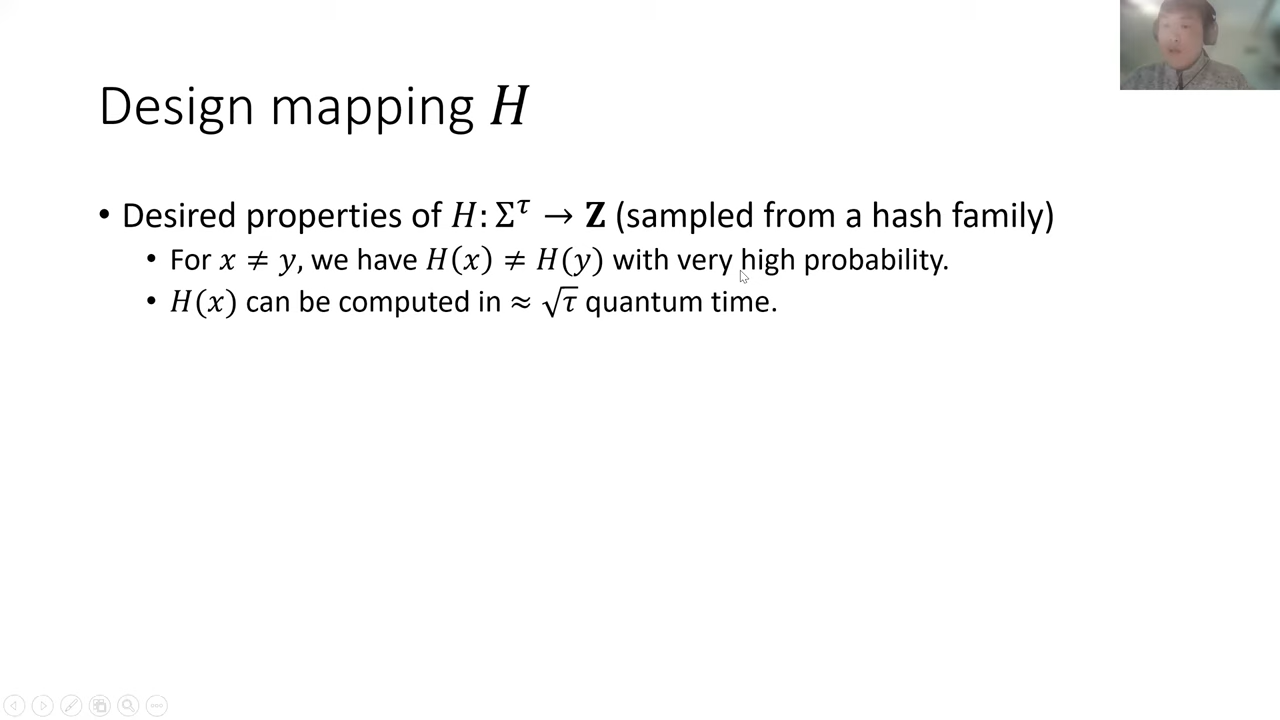 Design mapping H
• Desired properties of H: Σ^τ → Z (sampled from a hash family)
• For x ≠ y, we have H(x) ≠ H(y) with very high probability.
• H(x) can be computed in ≈ √τ quantum time.